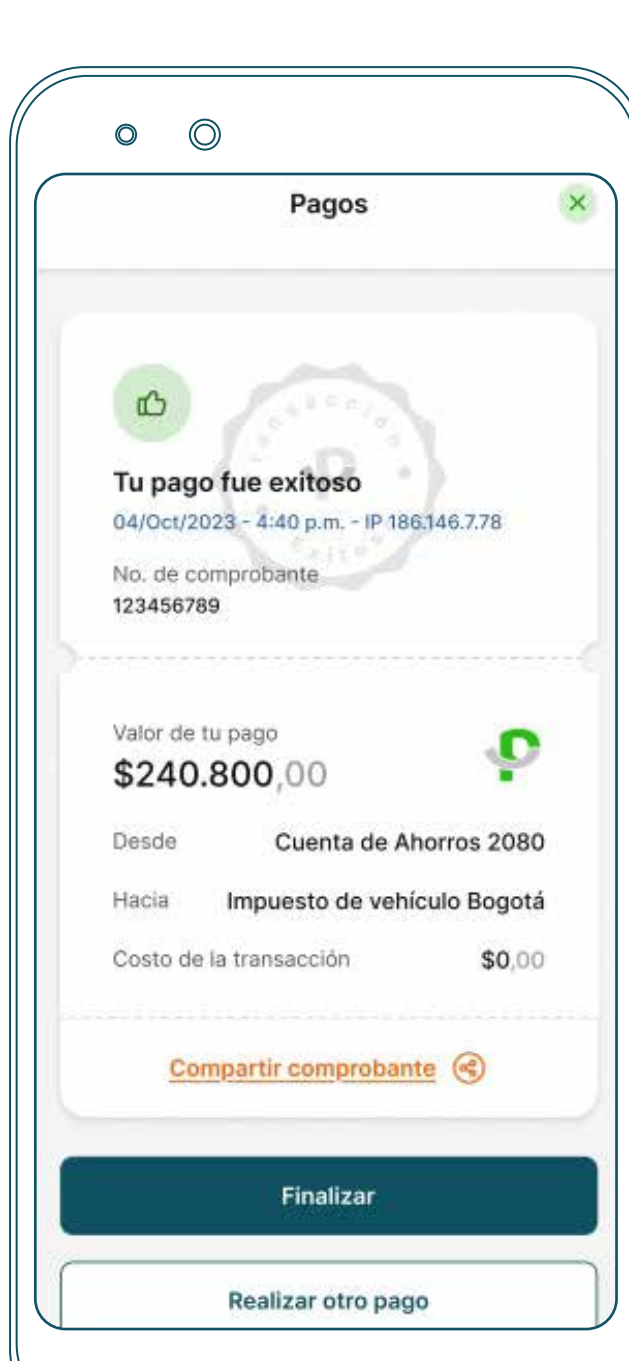 Pagos
transacción
Tu pago fue exitoso
04/Oct/2023 - 4:40 p.m. - IP 186.146.7.78
éxito
No. de comprobante
123456789
Valor de tu pago
$240.800,00
Desde Cuenta de Ahorros 2080
Hacia Impuesto de vehículo Bogotá
Costo de la transacción $0,00
Compartir comprobante
Finalizar
Realizar otro pago